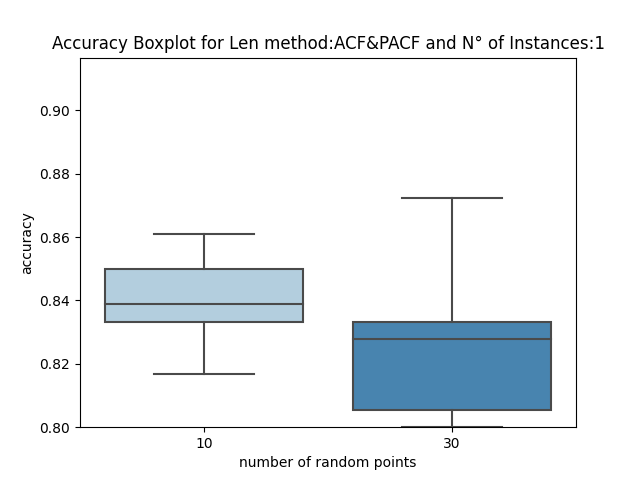 Accuracy Boxplot for Len method:ACF&PACF and N° of Instances:1
0.90
0.88
0.86
0.84
0.82
0.80
accuracy
10
30
number of random points